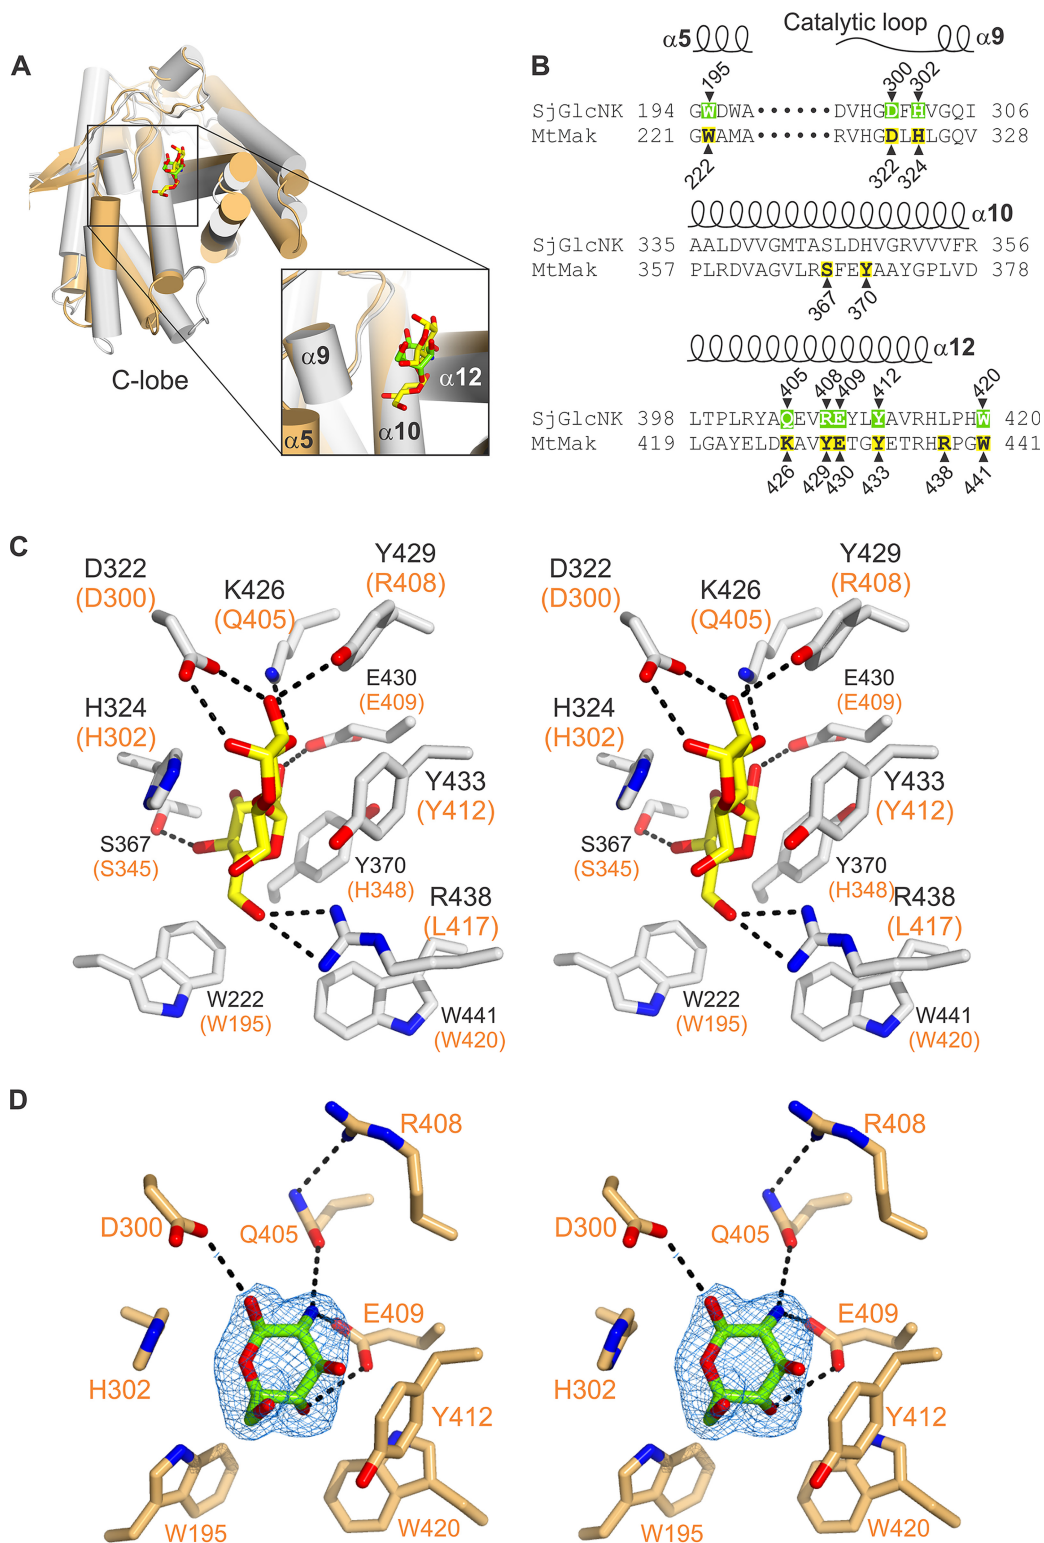 A
α9
α12
α5
α10
C-lobe
B
α5
Catalytic loop
α9
195
300
302
SjGlcNK 194 GWDWA ······ DVHGDFHVGQI 306
MtMak 221 GWAMA ······ RVHGDLHLGQV 328
222
322
324
α10
SjGlcNK 335 AALDVVGMTASLDHVGRVVVFR 356
MtMak 357 PLRDVAGVLRSFEYAAYGPLVD 378
367
370
α12
405
408
409
412
420
SjGlcNK 398 LTPLRYAQEVREYLYAVRHLPHW 420
MtMak 419 LGAYELDKAVYETGYETRHRPGW 441
426
429
430
433
438
441
C
D322
(D300)
K426
(Q405)
Y429
(R408)
E430
(E409)
H324
(H302)
Y433
(Y412)
S367
(S345)
Y370
(H348)
R438
(L417)
W222
(W195)
W441
(W420)
D322
(D300)
K426
(Q405)
Y429
(R408)
E430
(E409)
H324
(H302)
Y433
(Y412)
S367
(S345)
Y370
(H348)
R438
(L417)
W222
(W195)
W441
(W420)
D
R408
D300
Q405
E409
H302
Y412
W195
W420
R408
D300
Q405
E409
H302
Y412
W195
W420